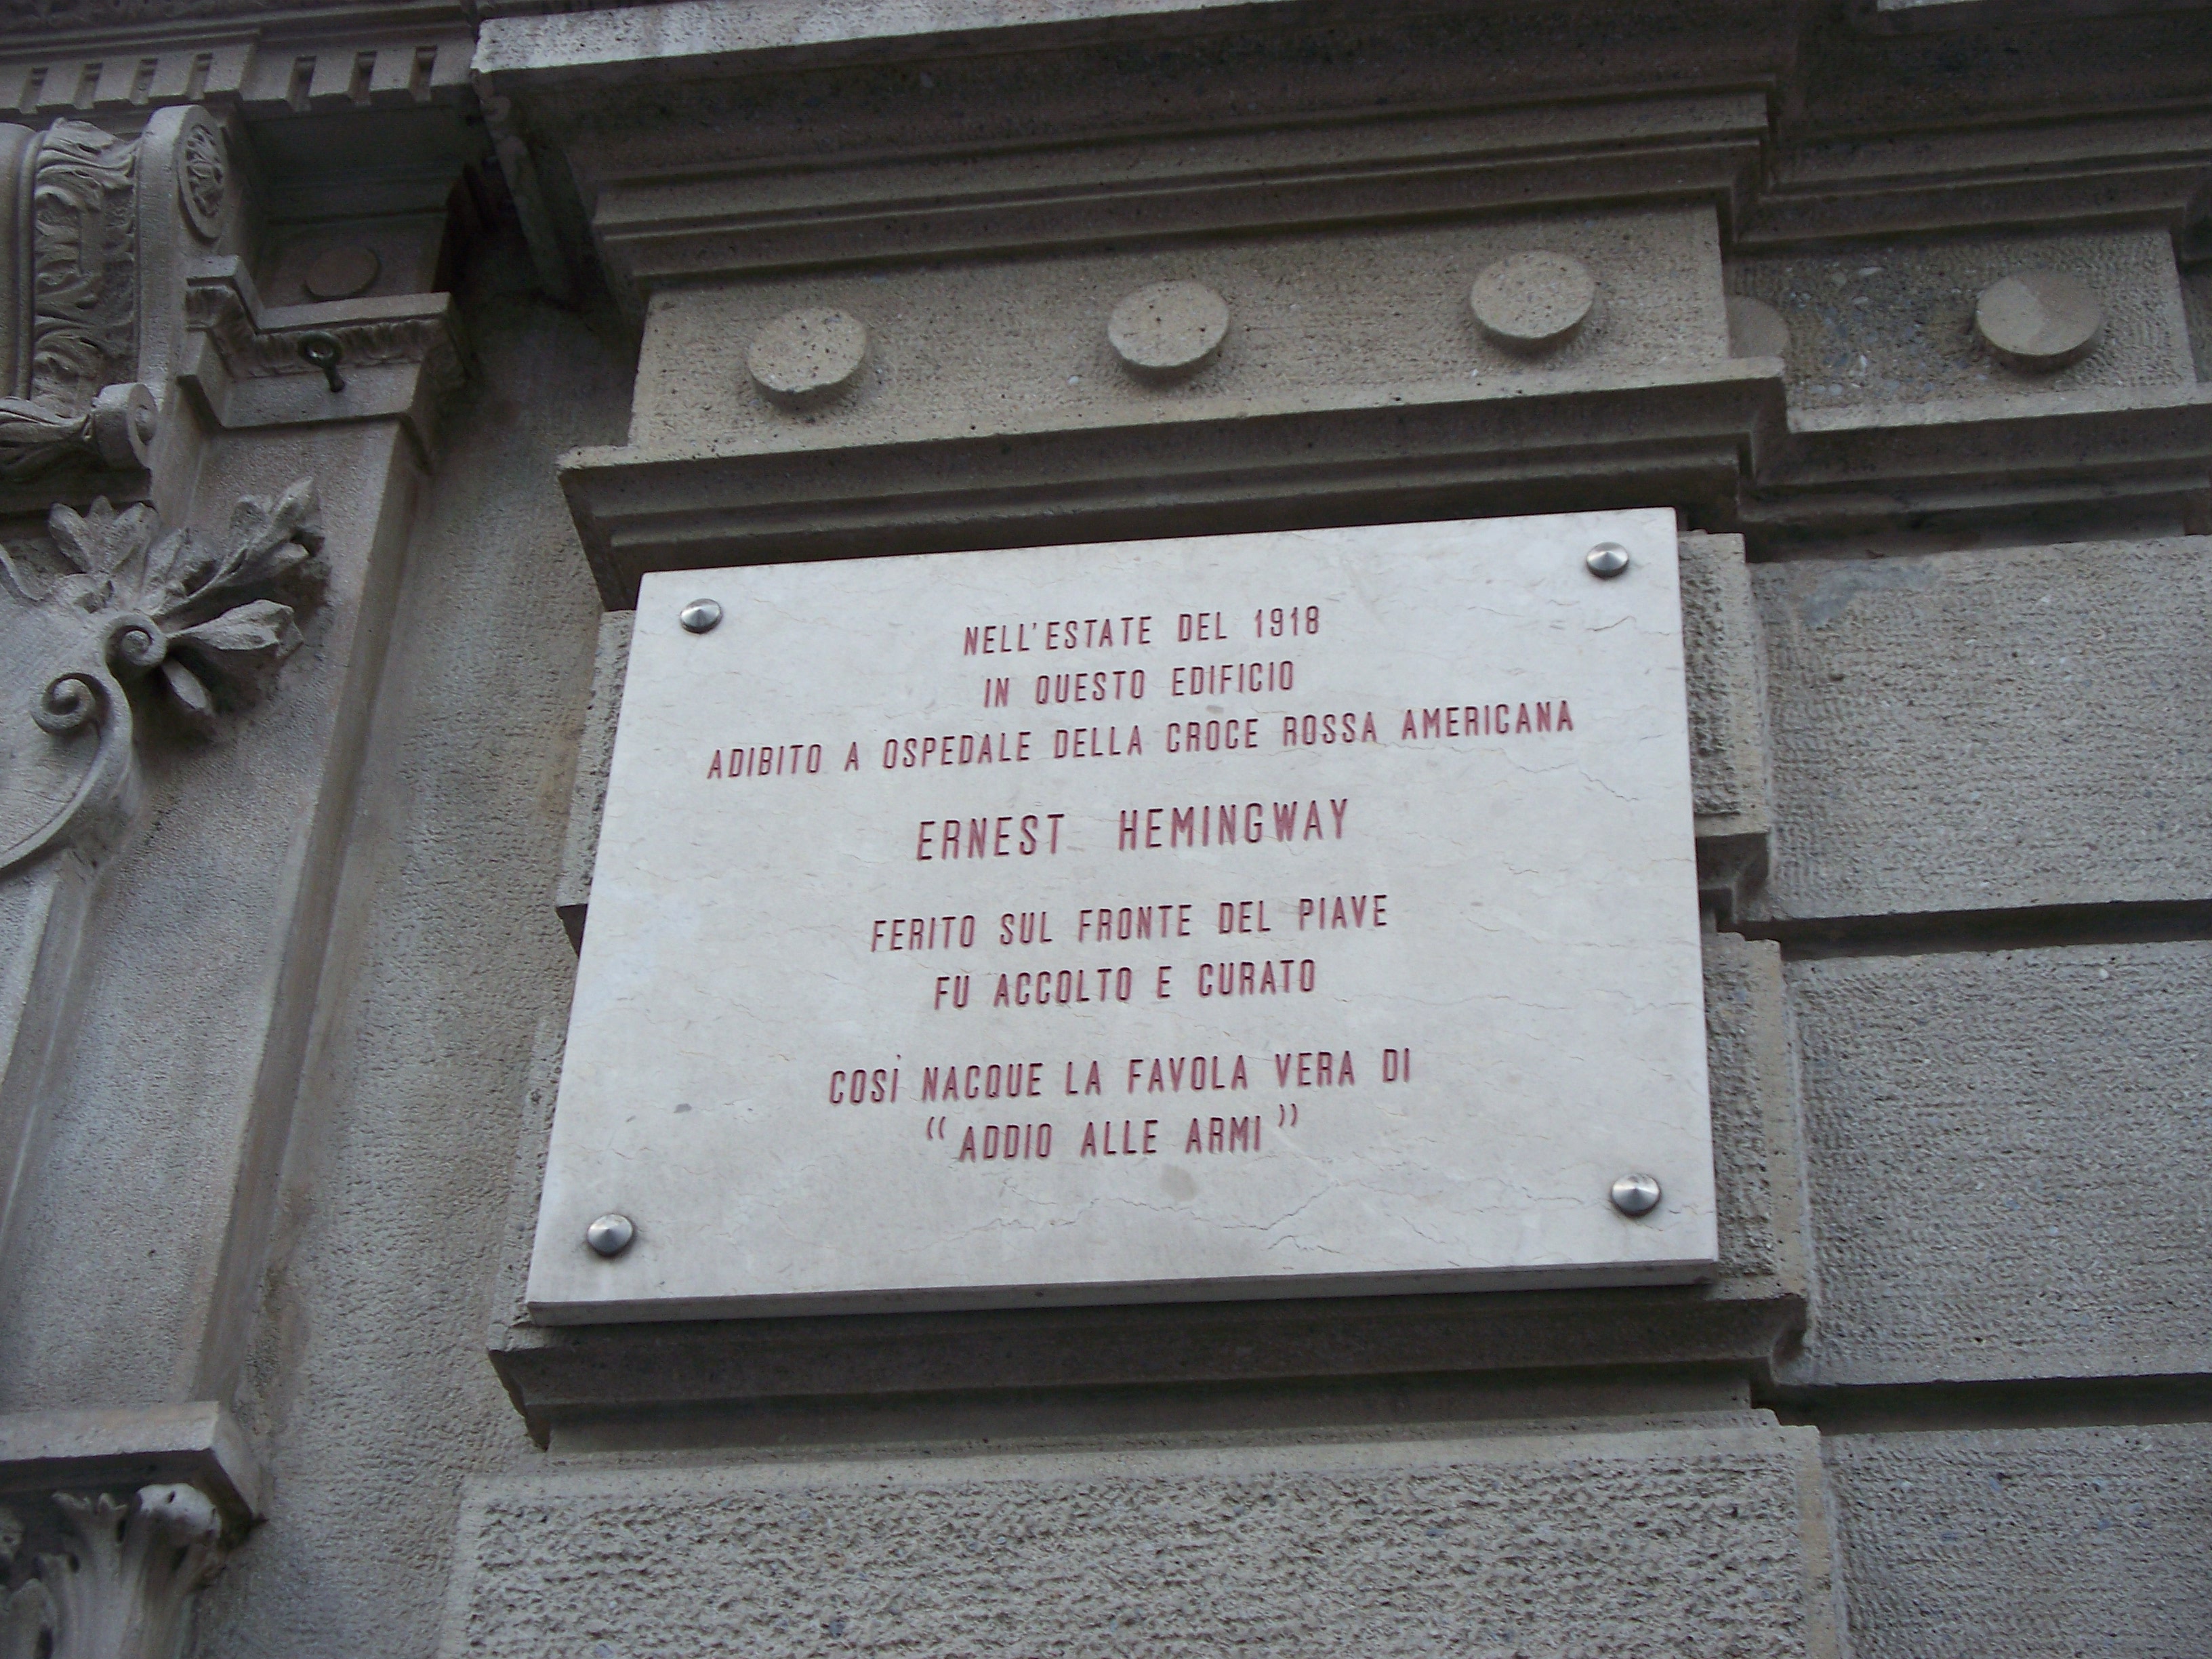 NELL'ESTATE DEL 1918
IN QUESTO EDIFICIO
ADIBITO A OSPEDALE DELLA CROCE ROSSA AMERICANA
ERNEST HEMINGWAY
FERITO SUL FRONTE DEL PIAVE
FU ACCOLTO E CURATO
COSÌ NACQUE LA FAVOLA VERA DI
“ADDIO ALLE ARMI”